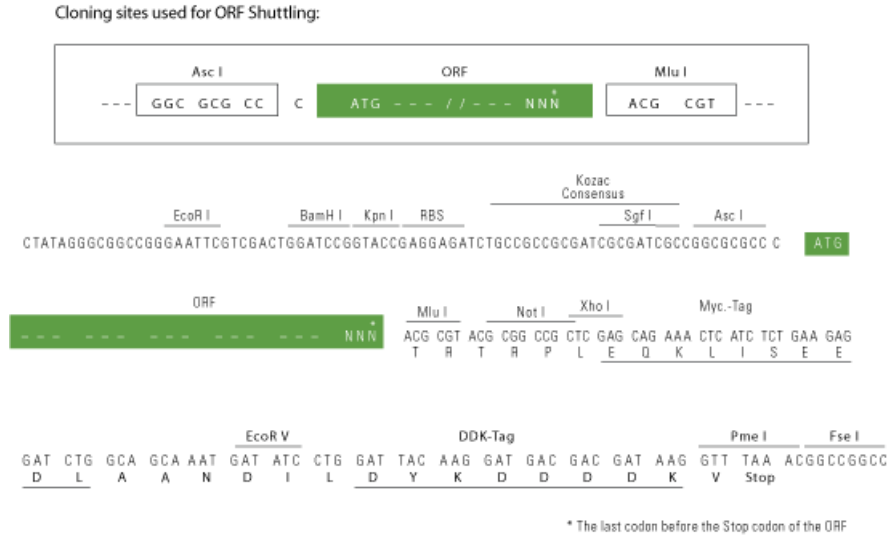 Cloning sites used for ORF Shuttling:
Asc I ORF Mlu I
--- GGC GCG CC C ATG --- // --- NNN* ACG CGT ---
Kozac
Consensus
EcoR I BamH I Kpn I RBS Sgf I Asc I
CTATAGGGCGGCCGGGAATTCGTCGACTGGATCCGGTACCGAGGAGATCTGCCGCCGCGATCGCGATCGCCGGCGCGCC C ATG
ORF Mlu I Not I Xho I Myc.-Tag
--- --- --- --- --- NNN* ACG CGT ACG CGG CCG CTC GAG CAG AAA CTC ATC TCT GAA GAG
T R T R P L E Q K L I S E E
EcoR V DDK-Tag Pme I Fse I
GAT CTG GCA GCA AAT GAT ATC CTG GAT TAC AAG GAT GAC GAC GAT AAG GTT TAA ACGGCCGGCC
D L A A N D I L D Y K D D D D K V Stop
* The last codon before the Stop codon of the ORF